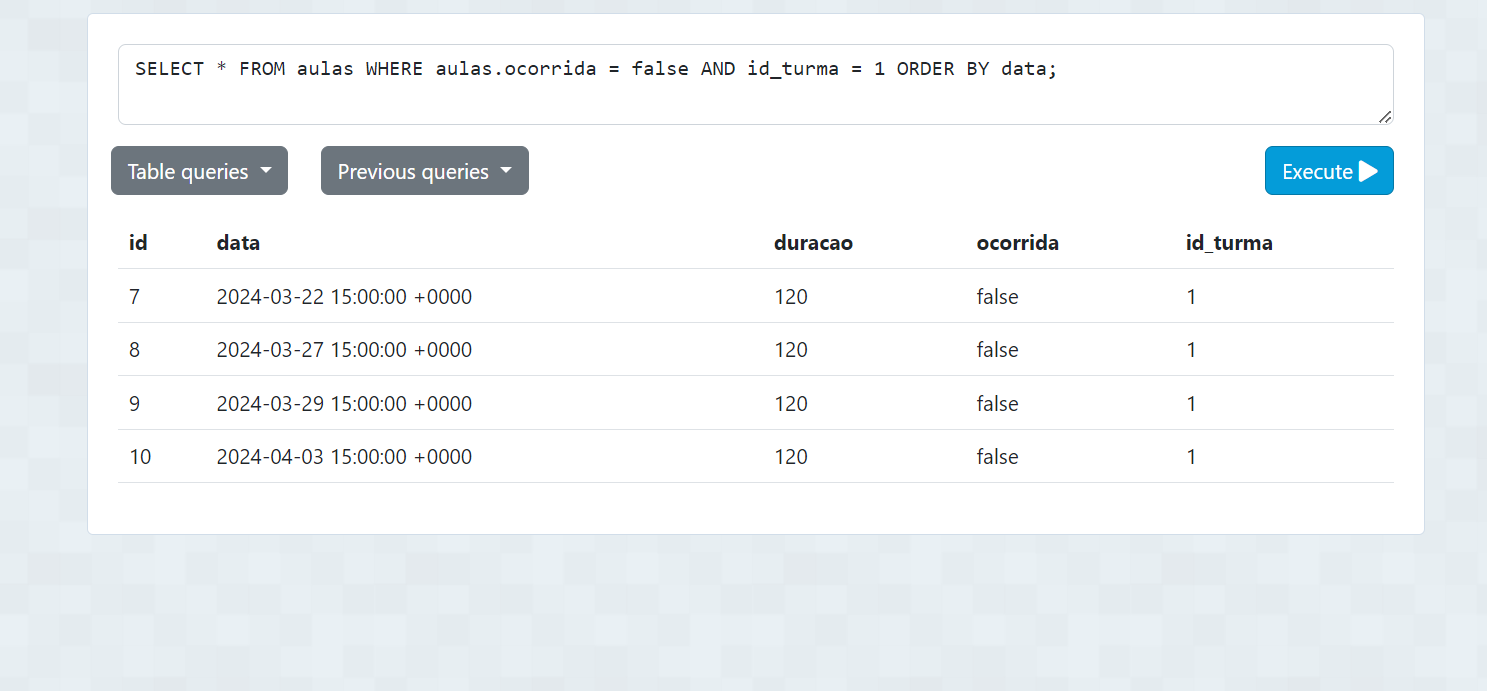 SELECT * FROM aulas WHERE aulas.ocorrida = false AND id_turma = 1 ORDER BY data;
Table queries Previous queries Execute
id data duracao ocorrida id_turma
7 2024-03-22 15:00:00 +0000 120 false 1
8 2024-03-27 15:00:00 +0000 120 false 1
9 2024-03-29 15:00:00 +0000 120 false 1
10 2024-04-03 15:00:00 +0000 120 false 1